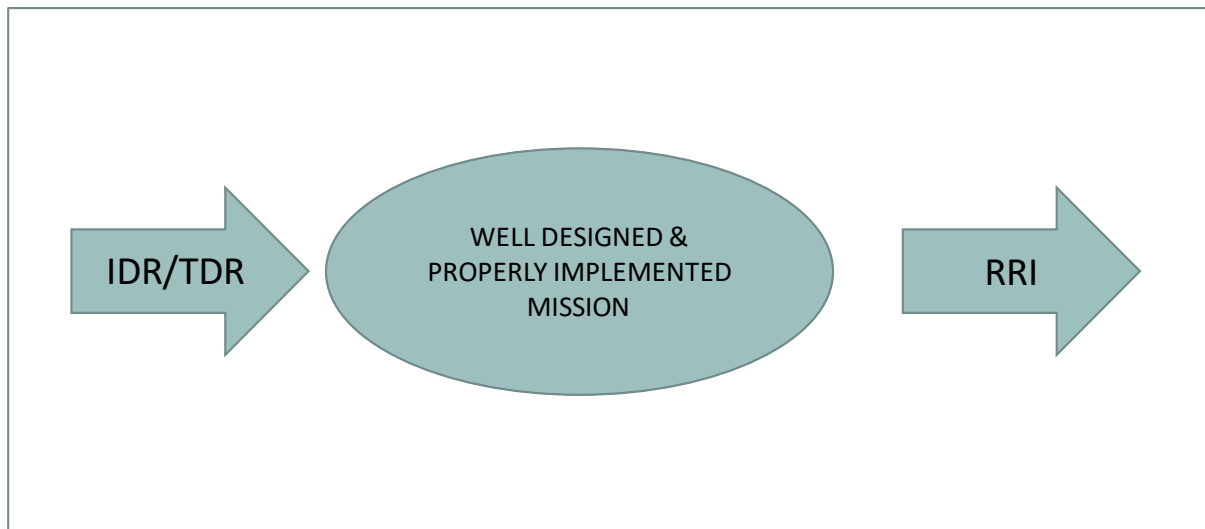 IDR/TDR
WELL DESIGNED &
PROPERLY IMPLEMENTED
MISSION
RRI